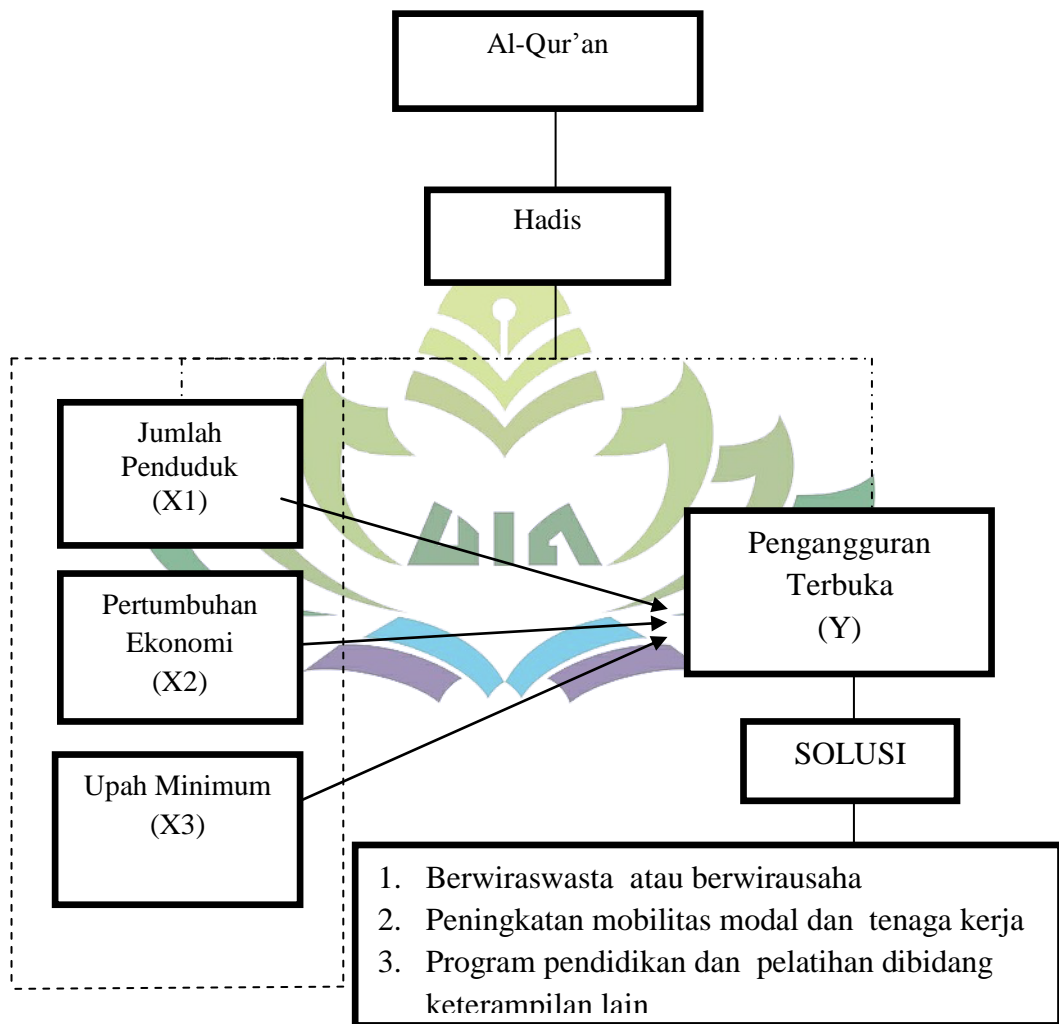 Al-Qur’an
Hadis
Jumlah
Penduduk
(X1)
Pertumbuhan
Ekonomi
(X2)
Upah Minimum
(X3)
Pengangguran
Terbuka
(Y)
SOLUSI
1. Berwiraswasta atau berwirausaha
2. Peningkatan mobilitas modal dan tenaga kerja
3. Program pendidikan dan pelatihan dibidang
keterampilan lain